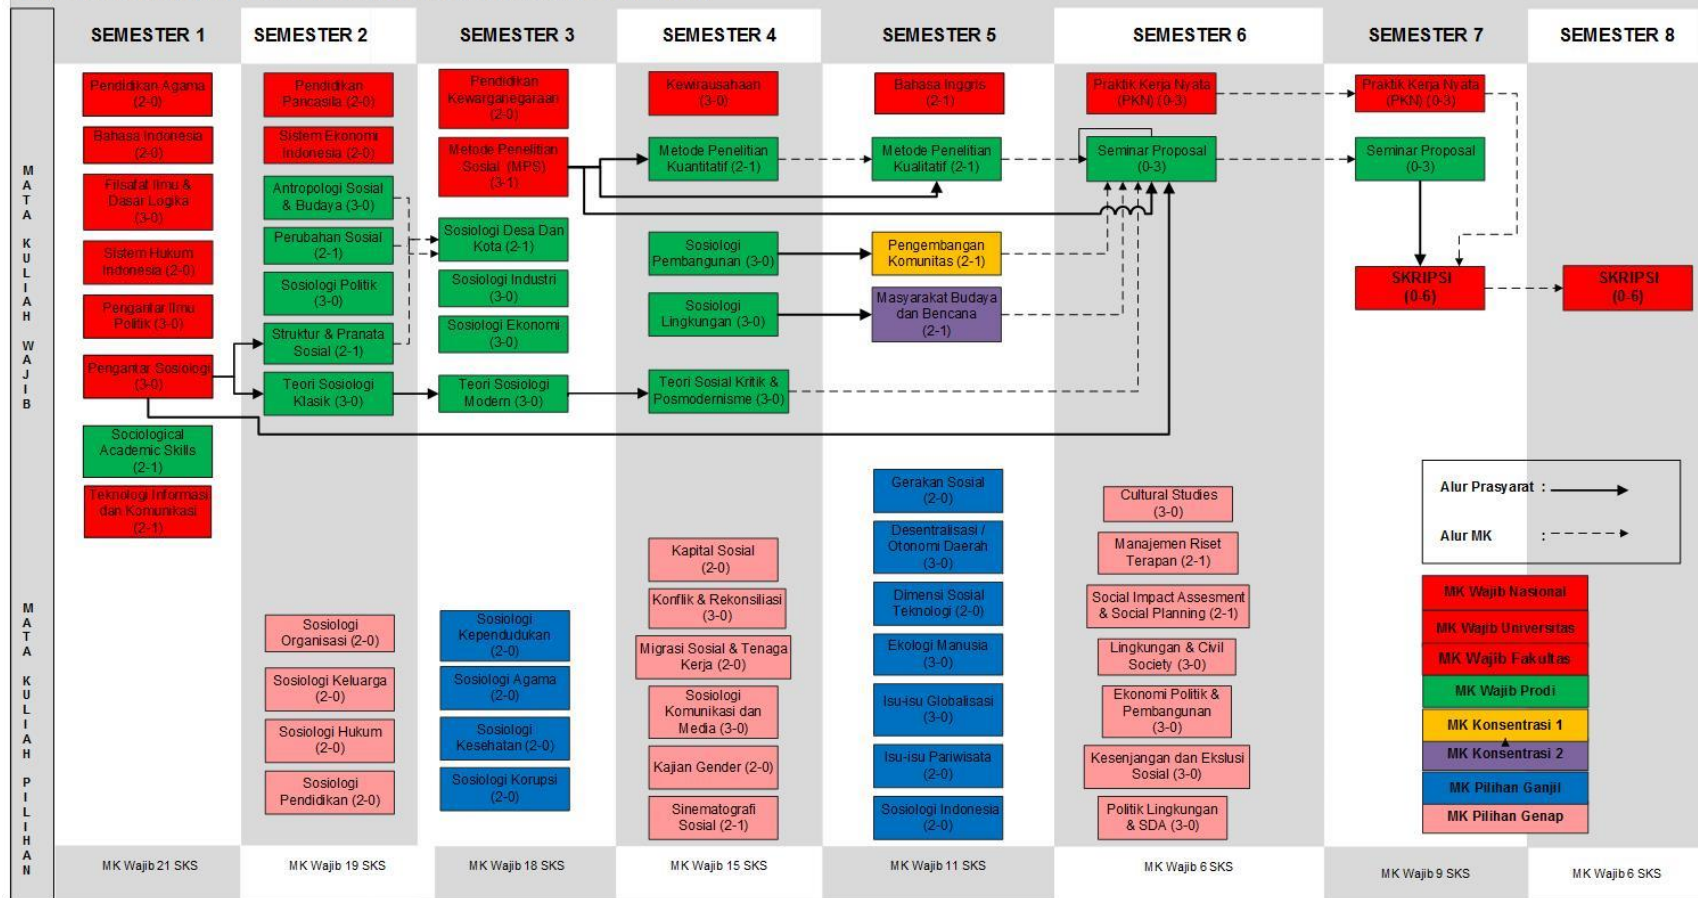 SEMESTER 1
SEMESTER 2
SEMESTER 3
SEMESTER 4
SEMESTER 5
SEMESTER 6
SEMESTER 7
SEMESTER 8
MATA KULIAH WAJIB
Pendidikan Agama
(2-0)
Bahasa Indonesia
(2-0)
Filsafat Ilmu &
Dasar Logika
(3-0)
Sistem Hukum
Indonesia (2-0)
Pengantar Ilmu
Politik (3-0)
Pengantar Sosiologi
(3-0)
Sociological
Academic Skills
(2-1)
Teknologi Informasi
dan Komunikasi
(2-1)
Pendidikan
Pancasila (2-0)
Sistem Ekonomi
Indonesia (2-0)
Antropologi Sosial
& Budaya (3-0)
Perubahan Sosial
(2-1)
Sosiologi Politik
(3-0)
Struktur & Pranata
Sosial (2-1)
Teori Sosiologi
Klasik (3-0)
Pendidikan
Kewarganegaraan
(2-0)
Metode Penelitian
Sosial (MPS)
(3-1)
Sosiologi Desa Dan
Kota (2-1)
Sosiologi Industri
(3-0)
Sosiologi Ekonomi
(3-0)
Teori Sosiologi
Modern (3-0)
Kewirausahaan
(3-0)
Metode Penelitian
Kuantitatif (2-1)
Sosiologi
Pembangunan (3-0)
Sosiologi
Lingkungan (3-0)
Teori Sosial Kritik &
Posmodernisme (3-0)
Bahasa Inggris
(2-1)
Metode Penelitian
Kualitatif (2-1)
Pengembangan
Komunitas (2-1)
Masyarakat Budaya
dan Bencana
(2-1)
Praktik Kerja Nyata
(PKN) (0-3)
Seminar Proposal
(0-3)
Praktik Kerja Nyata
(PKN) (0-3)
Seminar Proposal
(0-3)
SKRIPSI
(0-6)
SKRIPSI
(0-6)
MATA KULIAH PILIHAN
Sosiologi
Organisasi (2-0)
Sosiologi Keluarga
(2-0)
Sosiologi Hukum
(2-0)
Sosiologi
Pendidikan (2-0)
Sosiologi
Kependudukan
(2-0)
Sosiologi Agama
(2-0)
Sosiologi
Kesehatan (2-0)
Sosiologi Korupsi
(2-0)
Kapital Sosial
(2-0)
Konflik & Rekonsiliasi
(3-0)
Migrasi Sosial & Tenaga
Kerja (2-0)
Sosiologi
Komunikasi dan
Media (3-0)
Kajian Gender (2-0)
Sinematografi
Sosial (2-1)
Gerakan Sosial
(2-0)
Desentralisasi /
Otonomi Daerah
(3-0)
Dimensi Sosial
Teknologi (2-0)
Ekologi Manusia
(3-0)
Isu-isu Globalisasi
(3-0)
Isu-isu Pariwisata
(2-0)
Sosiologi Indonesia
(2-0)
Cultural Studies
(3-0)
Manajemen Riset
Terapan (2-1)
Social Impact Assesment
& Social Planning (2-1)
Lingkungan & Civil
Society (3-0)
Ekonomi Politik &
Pembangunan
(3-0)
Kesenjangan dan Ekslusi
Sosial (3-0)
Politik Lingkungan
& SDA (3-0)
Alur Prasyarat :
Alur MK :
MK Wajib Nasional
MK Wajib Universitas
MK Wajib Fakultas
MK Wajib Prodi
MK Konsentrasi 1
MK Konsentrasi 2
MK Pilihan Ganjil
MK Pilihan Genap
MK Wajib 21 SKS
MK Wajib 19 SKS
MK Wajib 18 SKS
MK Wajib 15 SKS
MK Wajib 11 SKS
MK Wajib 6 SKS
MK Wajib 9 SKS
MK Wajib 6 SKS